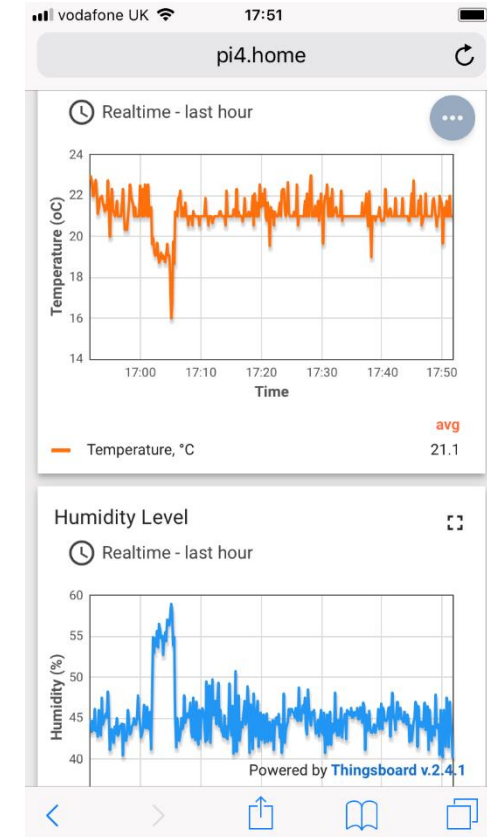 vodafone UK 17:51
pi4.home
Realtime - last hour
24
22
20
18
16
14
Temperature (oC)
17:00 17:10 17:20 17:30 17:40 17:50
Time
avg
Temperature, °C 21.1
Humidity Level
Realtime - last hour
60
55
50
45
40
Humidity (%)
Powered by Thingsboard v.2.4.1